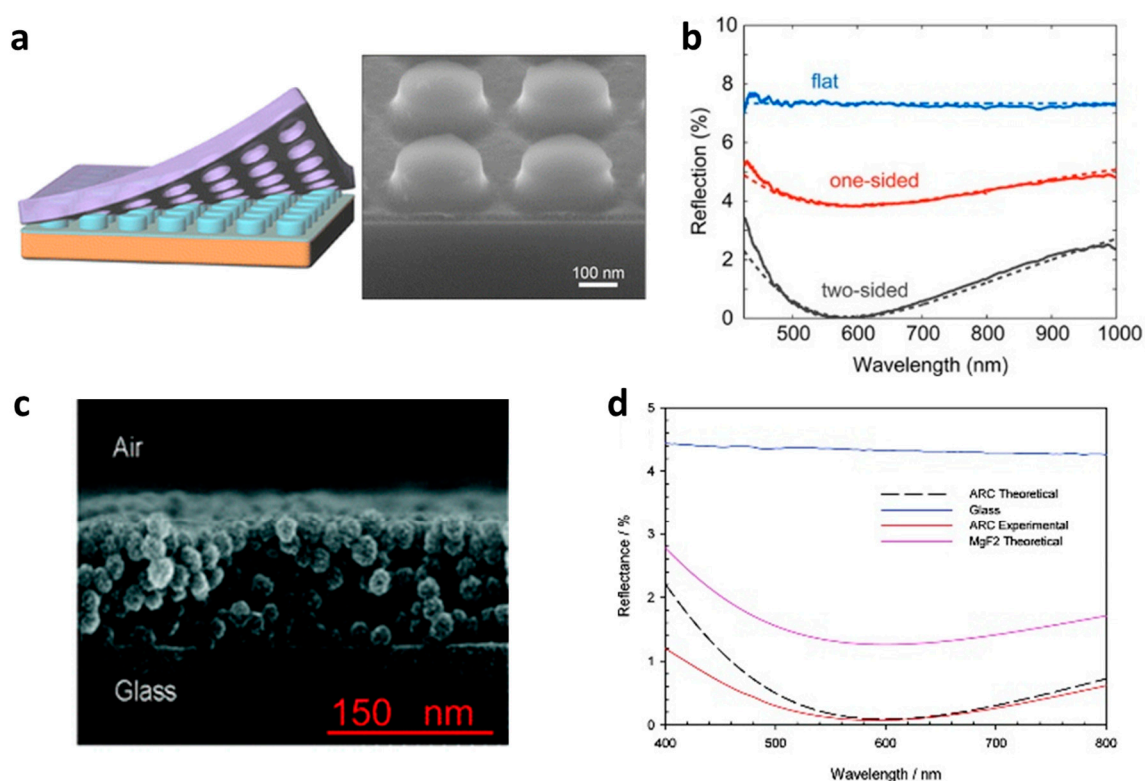 a
100 nm
b
10
8
6
4
2
0
flat
one-sided
two-sided
Reflection (%)
500 600 700 800 900 1000
Wavelength (nm)
c
Air
Glass
150 nm
d
5
4
3
2
1
0
ARC Theoretical
Glass
ARC Experimental
MgF2 Theoretical
Reflectance / %
400 500 600 700 800
Wavelength / nm